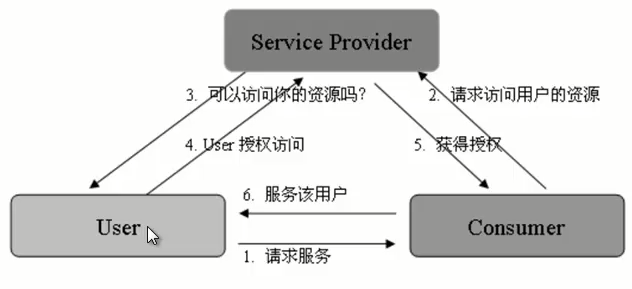 Service Provider
3. 可以访问你的资源吗?
2. 请求访问用户的资源
4. User 授权访问
5. 获得授权
6. 服务该用户
User
Consumer
1. 请求服务